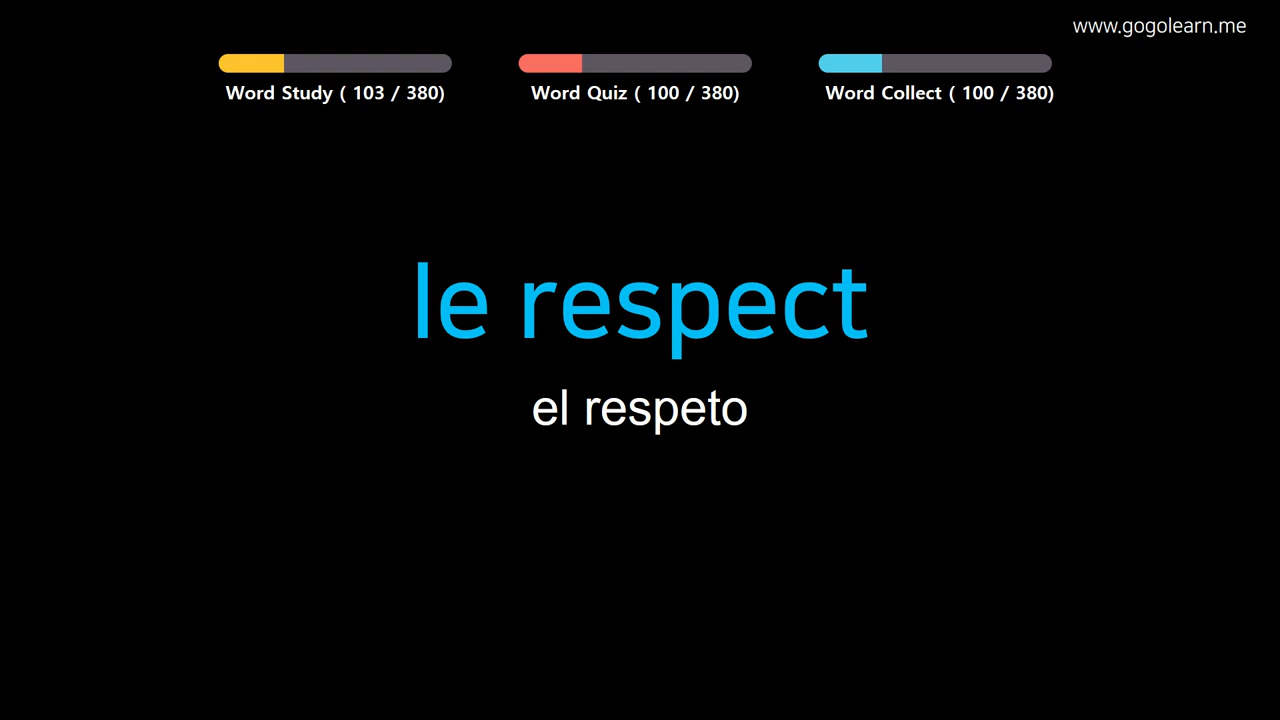 www.gogolearn.me
Word Study ( 103 / 380)
Word Quiz ( 100 / 380)
Word Collect ( 100 / 380)
le respect
el respeto